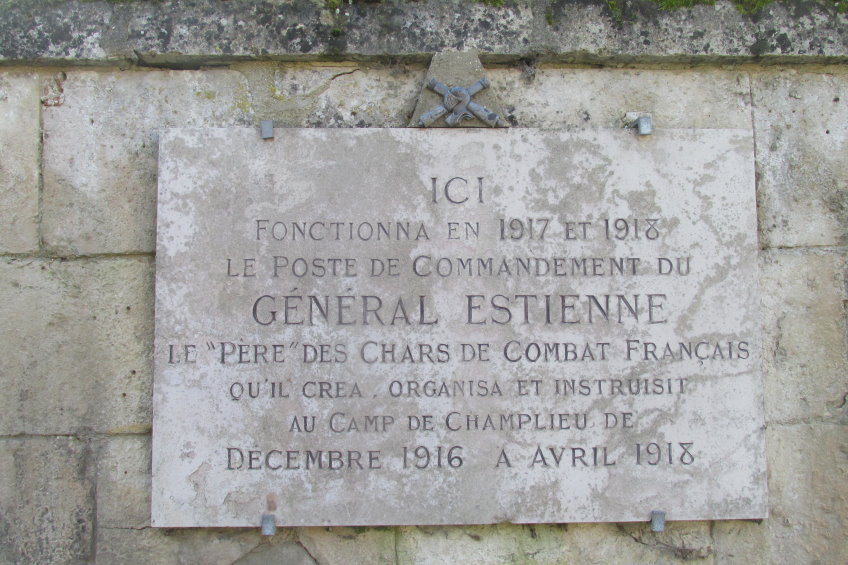 ICI
FONCTIONNA EN 1917 ET 1918
LE POSTE DE COMMANDEMENT DU
GÉNÉRAL ESTIENNE
LE "PÈRE" DES CHARS DE COMBAT FRANÇAIS
QU'IL CREA, ORGANISA ET INSTRUISIT
AU CAMP DE CHAMPLIEU DE
DÉCEMBRE 1916 A AVRIL 1918